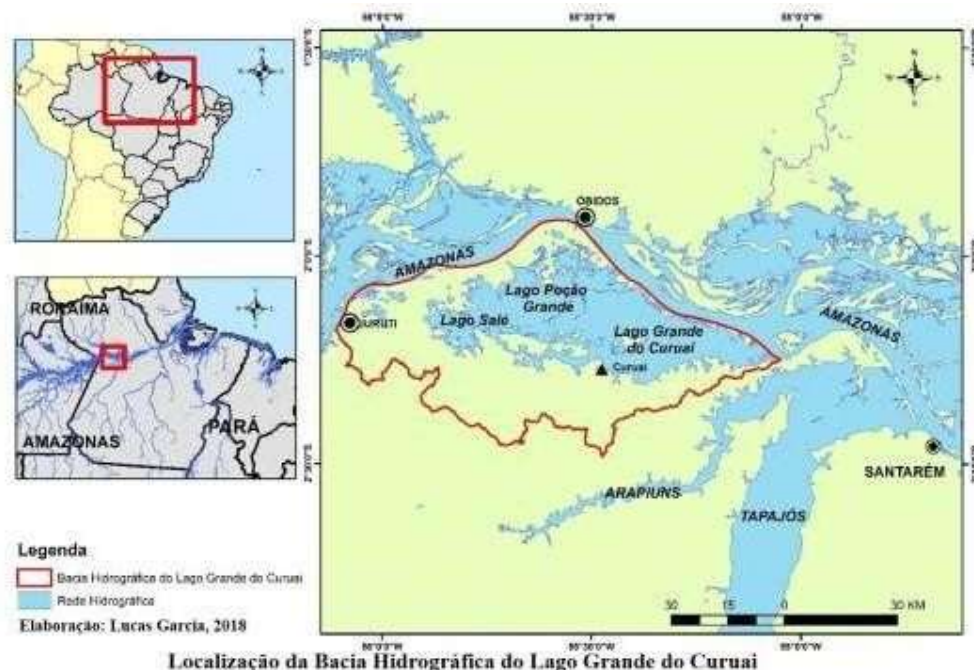 ÓBIDOS
AMAZONAS
JURUTI
Lago Poção
Grande
Lago Salé
Lago Grande
do Curuai
Curuai
AMAZONAS
SANTARÉM
ARAPIUNS
TAPAJÓS
30 15 0 30 KM
RORAIMA
AMAZONAS
PARÁ
Legenda
Bacia Hidrográfica do Lago Grande do Curuai
Rede Hidrográfica
Elaboração: Lucas Garcia, 2018
Localização da Bacia Hidrográfica do Lago Grande do Curuai